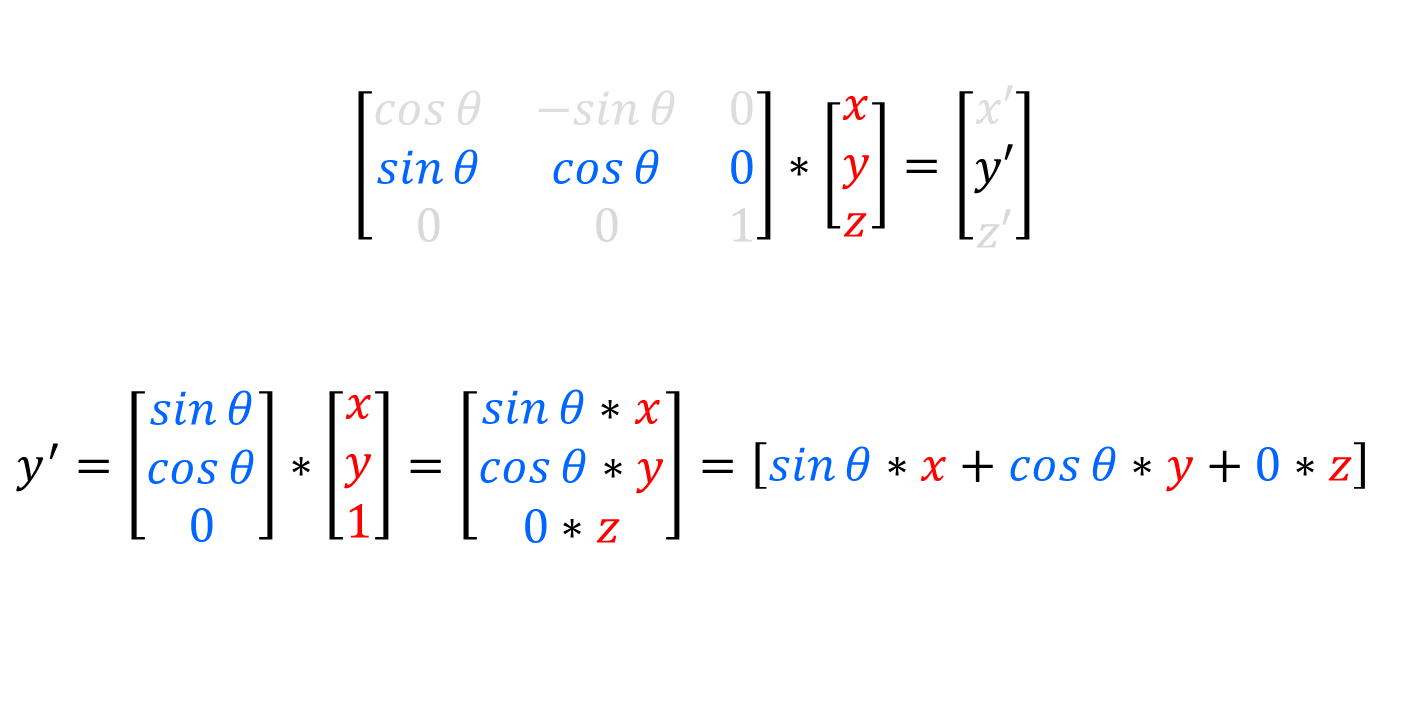 [cos θ −sin θ 0] [x] [x′]
[sin θ cos θ 0] * [y] = [y′]
[0 0 1] [z] [z′]
[sin θ] [x] [sin θ * x]
y′ = [cos θ] * [y] = [cos θ * y] = [sin θ * x + cos θ * y + 0 * z]
[0] [1] [0 * z]